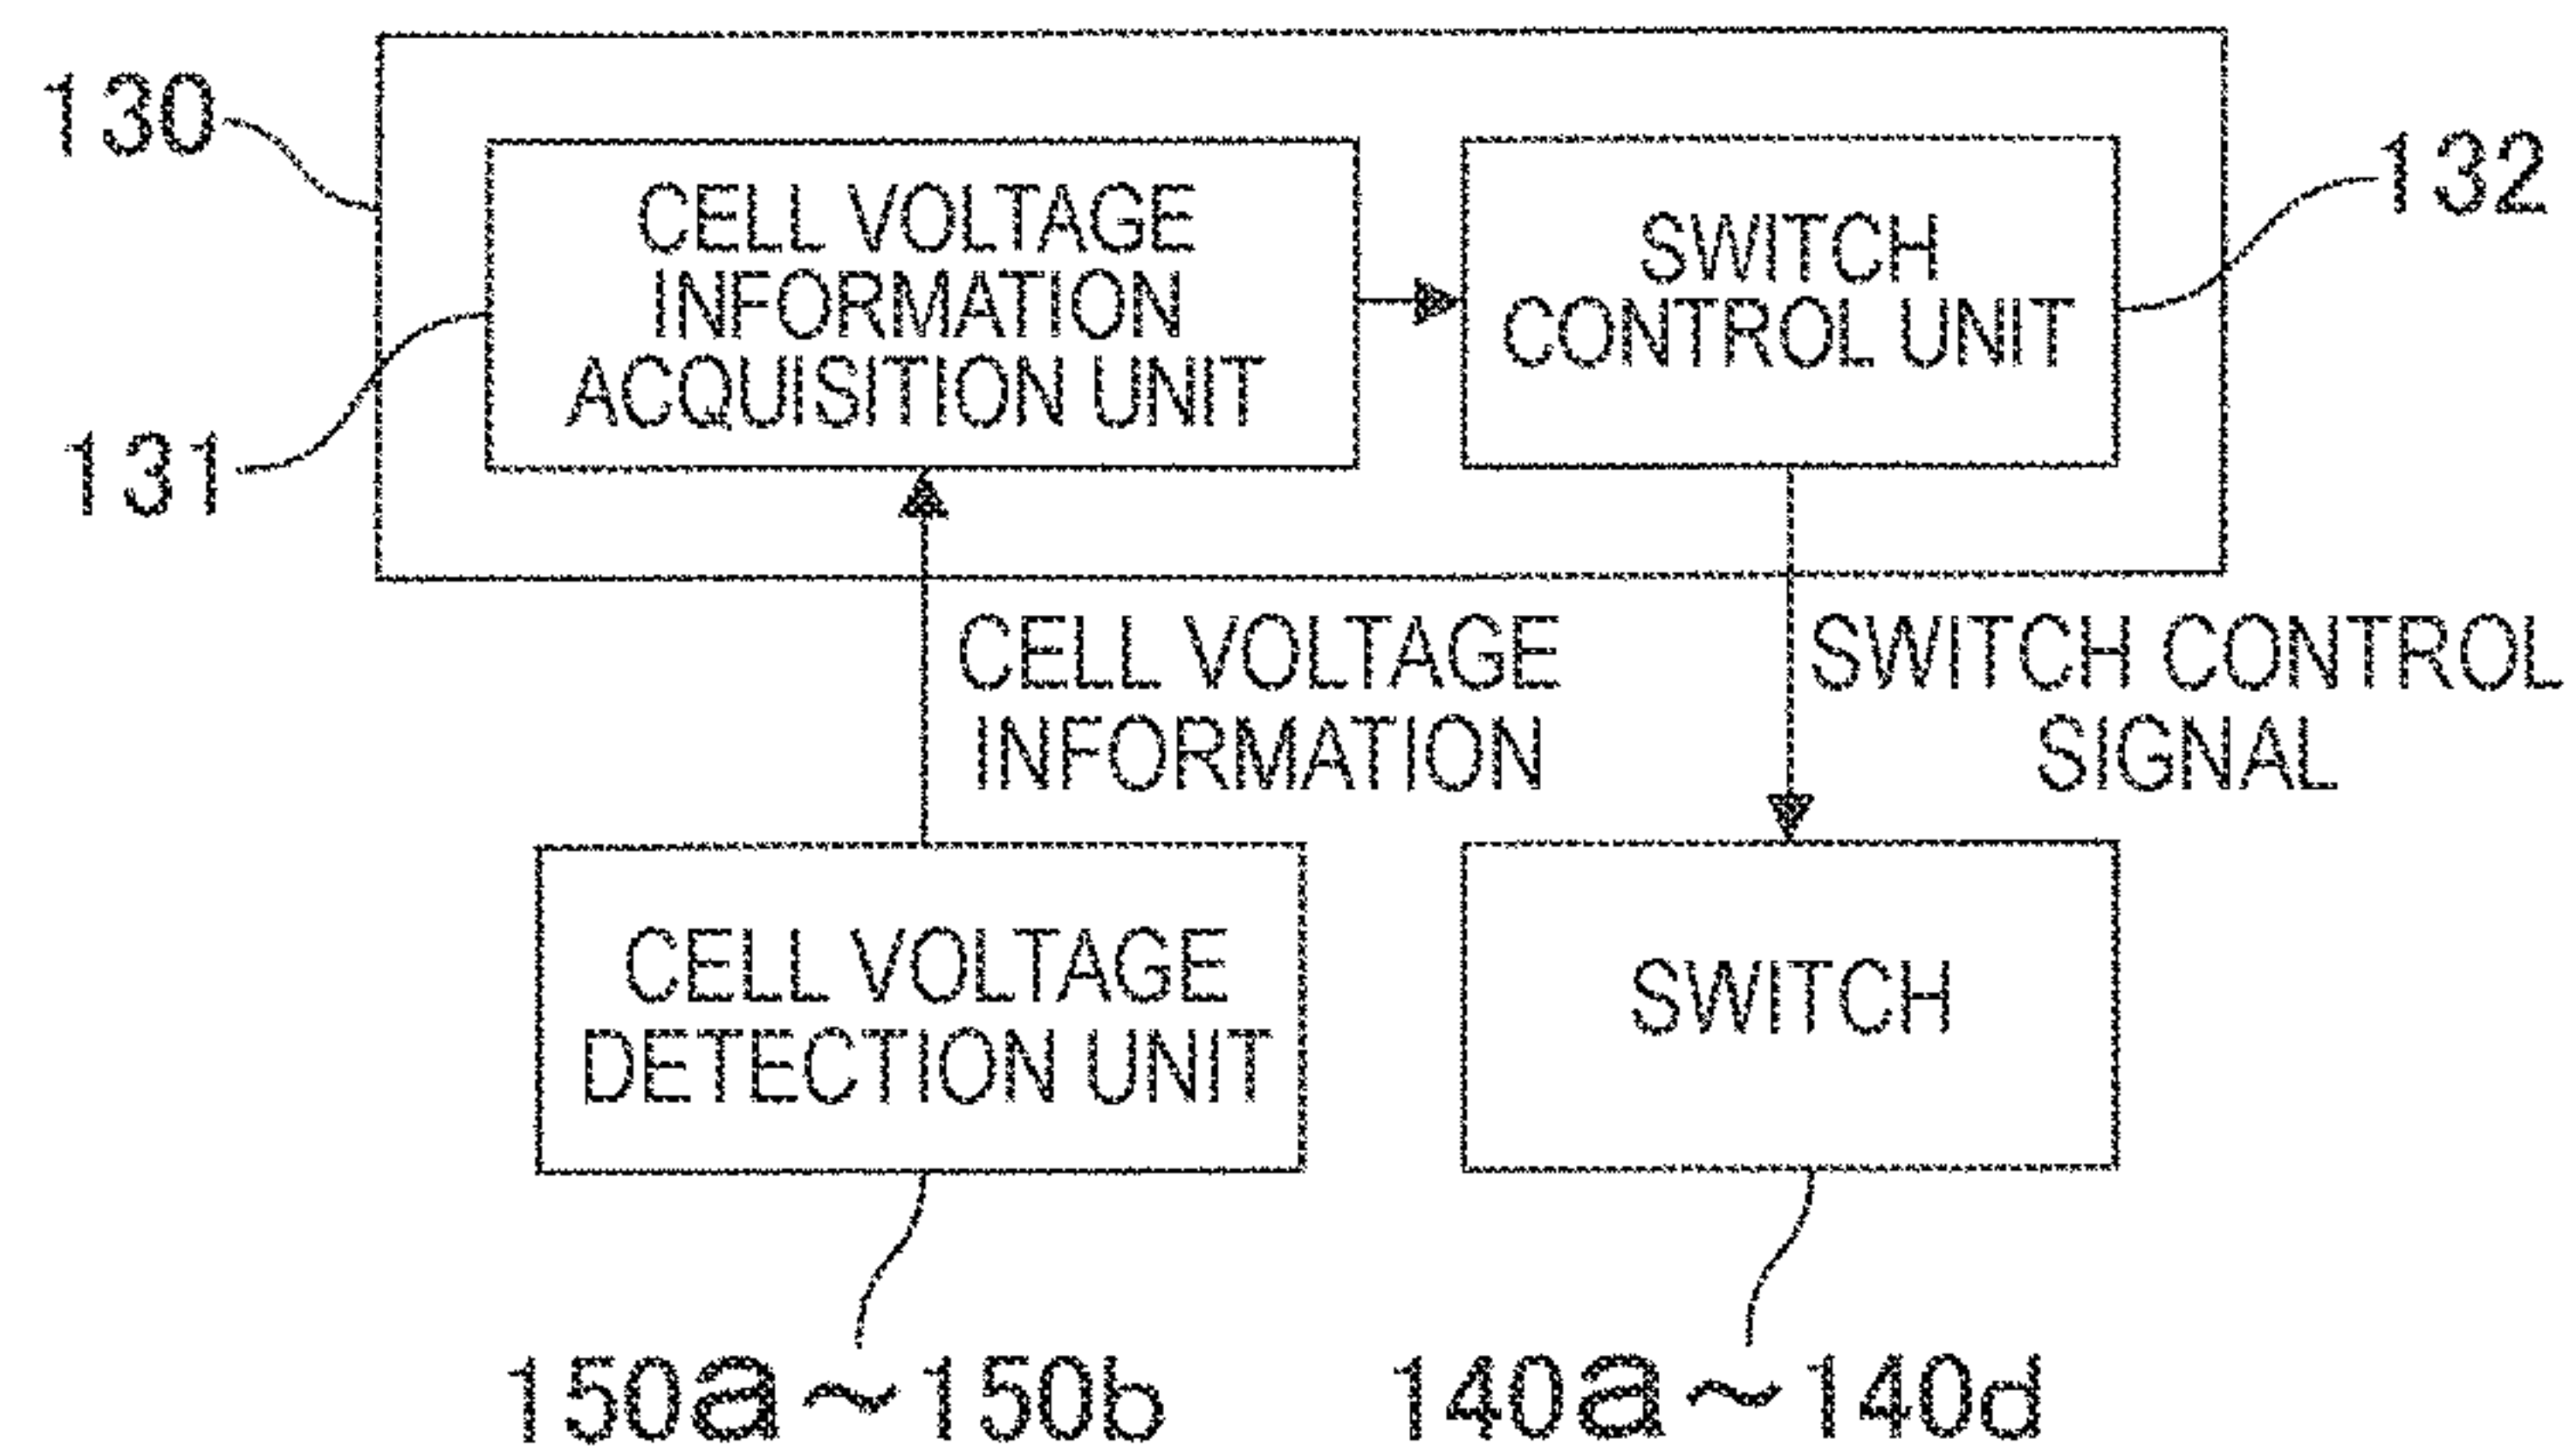 130
CELL VOLTAGE
INFORMATION
ACQUISITION UNIT
SWITCH
CONTROL UNIT
132
131
CELL VOLTAGE
INFORMATION
SWITCH CONTROL
SIGNAL
CELL VOLTAGE
DETECTION UNIT
SWITCH
150a~150b
140a~140d